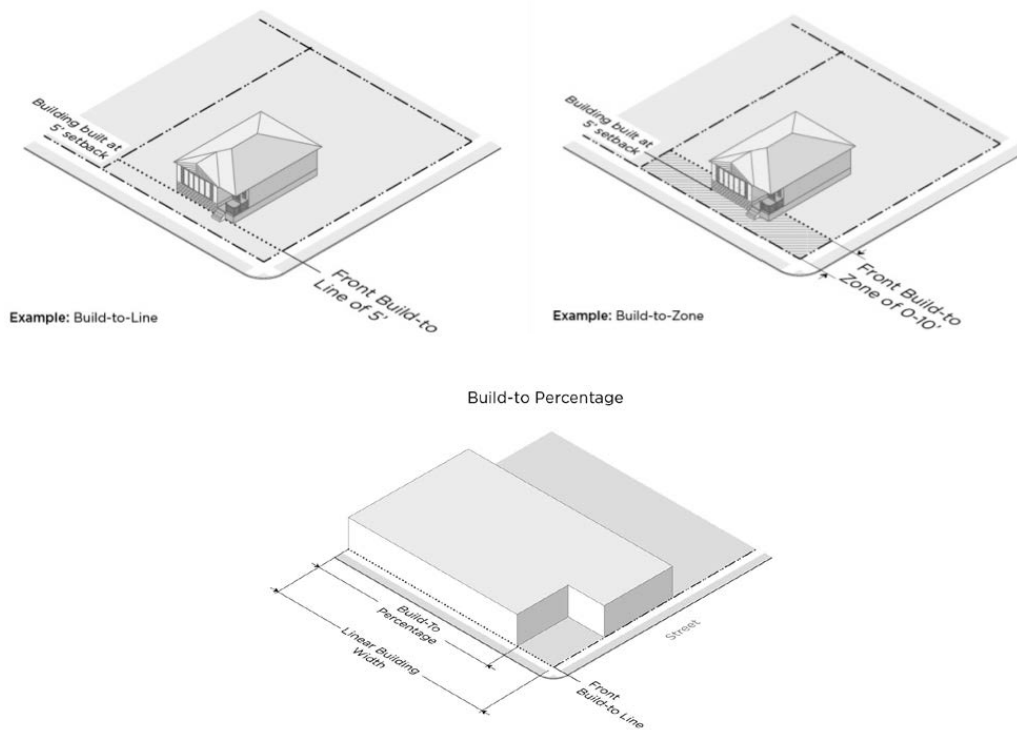 Building built at
5' setback
Front Build-to
Line of 5'
Example: Build-to-Line
Building built at
5' setback
Front Build-to
Zone of 0-10'
Example: Build-to-Zone
Build-to Percentage
Build-To
Percentage
Linear Building
Width
Street
Front
Build-to Line